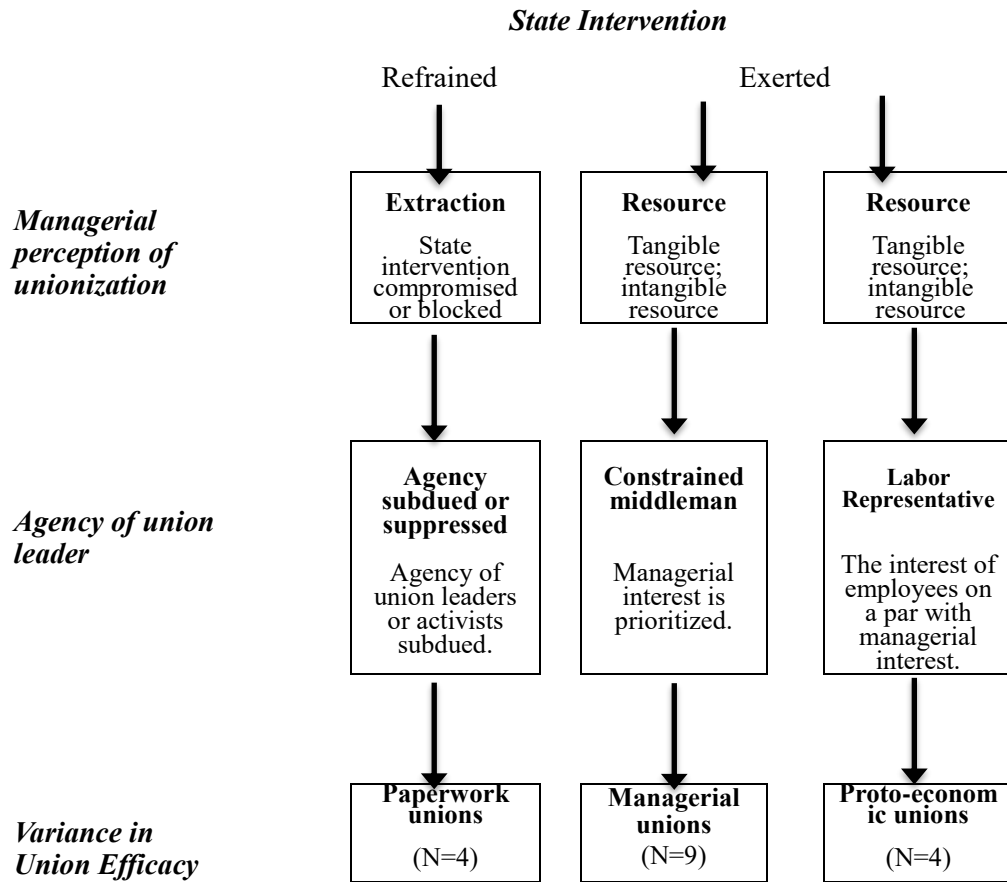 State Intervention
Refrained
Exerted
Managerial
perception of
unionization
Extraction
State
intervention
compromised
or blocked
Resource
Tangible
resource;
intangible
resource
Resource
Tangible
resource;
intangible
resource
Agency of union
leader
Agency
subdued or
suppressed
Agency of
union leaders
or activists
subdued.
Constrained
middleman
Managerial
interest is
prioritized.
Labor
Representative
The interest of
employees on
a par with
managerial
interest.
Variance in
Union Efficacy
Paperwork
unions
(N=4)
Managerial
unions
(N=9)
Proto-econom
ic unions
(N=4)